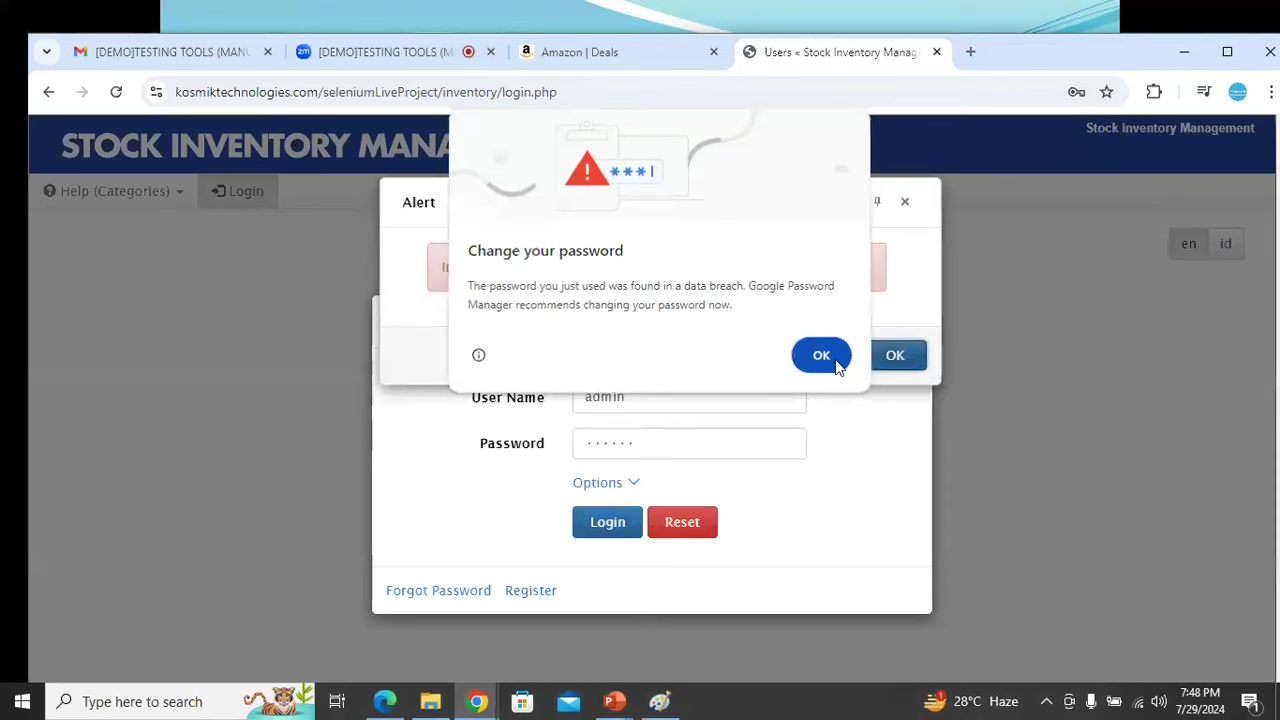 [DEMO]TESTING TOOLS (MANU
[DEMO]TESTING TOOLS (M
Amazon | Deals
Users « Stock Inventory Manag
kosmiktechnologies.com/seleniumLiveProject/inventory/login.php
STOCK INVENTORY MANA
Stock Inventory Management
Help (Categories)
Login
en
id
Alert
***|
Change your password
The password you just used was found in a data breach. Google Password
Manager recommends changing your password now.
OK
OK
User Name
admin
Password
Options
Login
Reset
Forgot Password
Register
Type here to search
28°C Haze
7:48 PM
7/29/2024